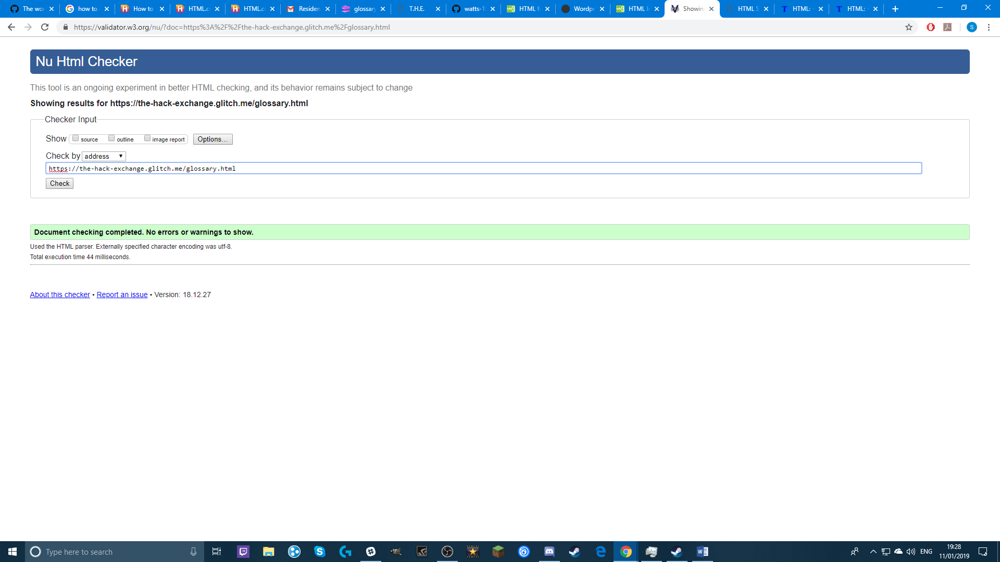 The wor
how to
How to
HTML.c
HTML.c
Residen
glossary
T.H.E.
watts-1
HTML f
Wordpr
HTML I
Showin
HTML S
HTML:
HTML:
https://validator.w3.org/nu/?doc=https%3A%2F%2Fthe-hack-exchange.glitch.me%2Fglossary.html
S
Nu Html Checker
This tool is an ongoing experiment in better HTML checking, and its behavior remains subject to change
Showing results for https://the-hack-exchange.glitch.me/glossary.html
Checker Input
Show source outline image report Options...
Check by address
https://the-hack-exchange.glitch.me/glossary.html
Check
Document checking completed. No errors or warnings to show.
Used the HTML parser. Externally specified character encoding was utf-8.
Total execution time 44 milliseconds.
About this checker • Report an issue • Version: 18.12.27
Type here to search
ENG
19:28
11/01/2019